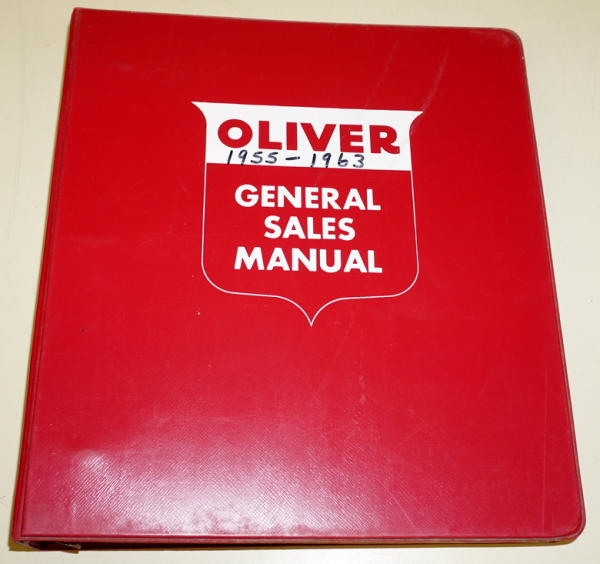 OLIVER
1955-1963
GENERAL
SALES
MANUAL